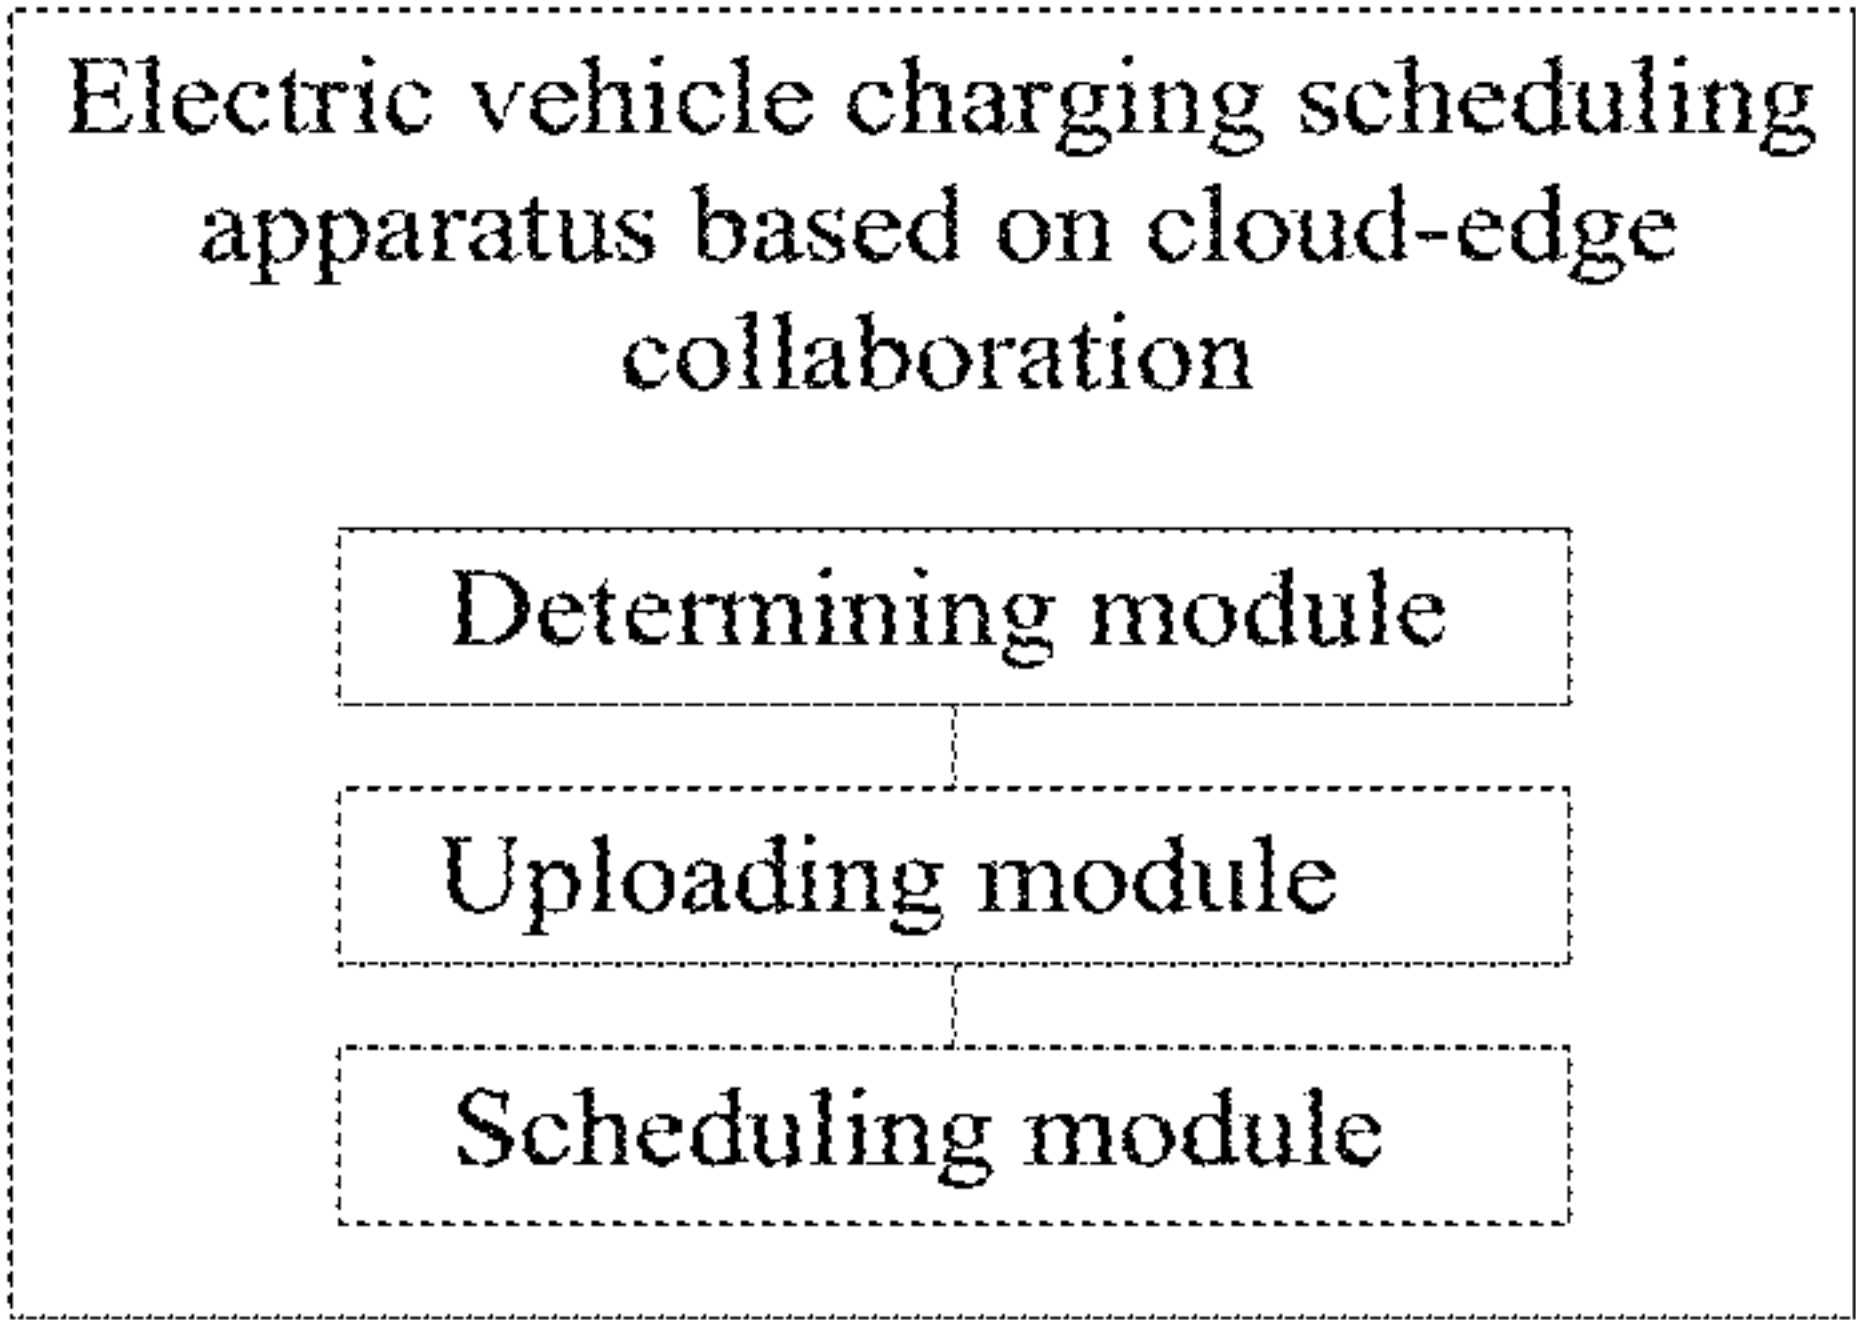 Electric vehicle charging scheduling
apparatus based on cloud-edge
collaboration
Determining module
Uploading module
Scheduling module